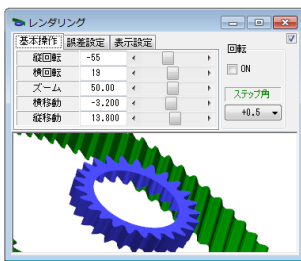 レンダリング
基本操作 誤差設定 表示設定
縦回転 -55
横回転 19
ズーム 50.00
横移動 -3.200
縦移動 13.800
回転
ON
ステップ角
+0.5